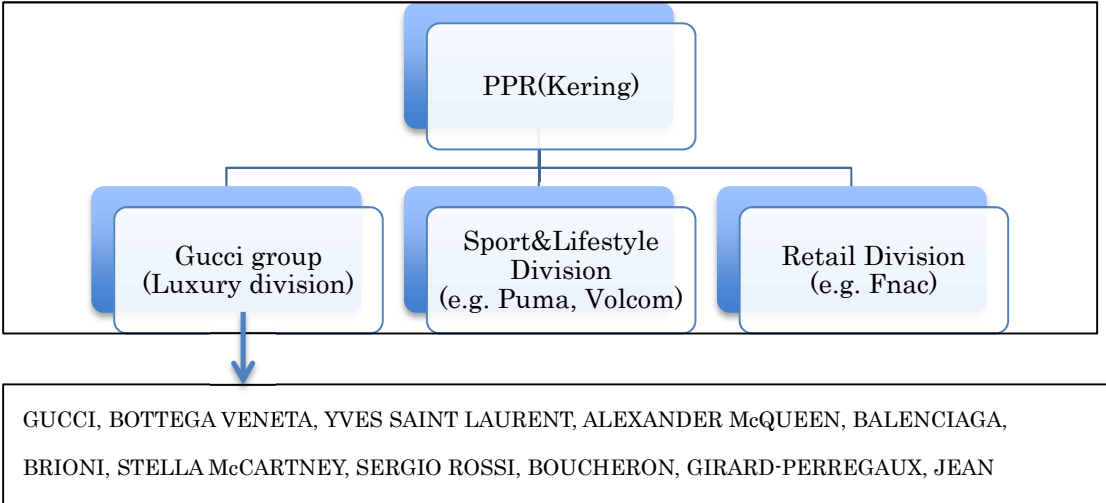 PPR(Kering)
Gucci group
(Luxury division)
Sport&Lifestyle
Division
(e.g. Puma, Volcom)
Retail Division
(e.g. Fnac)
GUCCI, BOTTEGA VENETA, YVES SAINT LAURENT, ALEXANDER McQUEEN, BALENCIAGA,
BRIONI, STELLA McCARTNEY, SERGIO ROSSI, BOUCHERON, GIRARD-PERREGAUX, JEAN